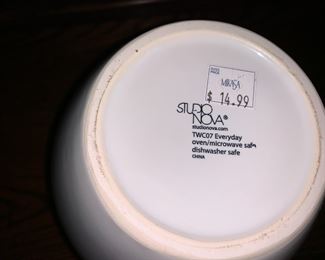 MIKASA
$ 14.99
STUDIO
NOVA®
studionova.com
TWC07 Everyday
oven/microwave safe
dishwasher safe
CHINA